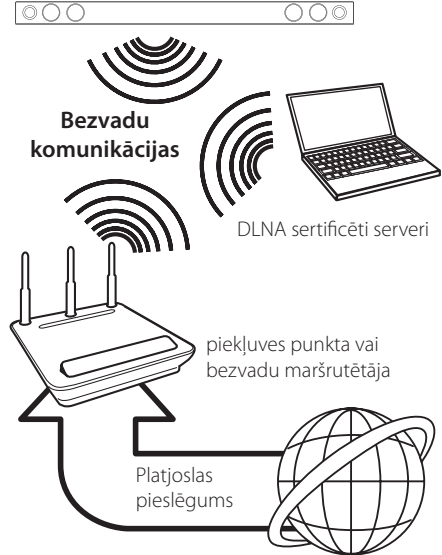 Bezvadu
komunikācijas
DLNA sertificēti serveri
piekļuves punkta vai
bezvadu maršrutētāja
Platjoslas
pieslēgums